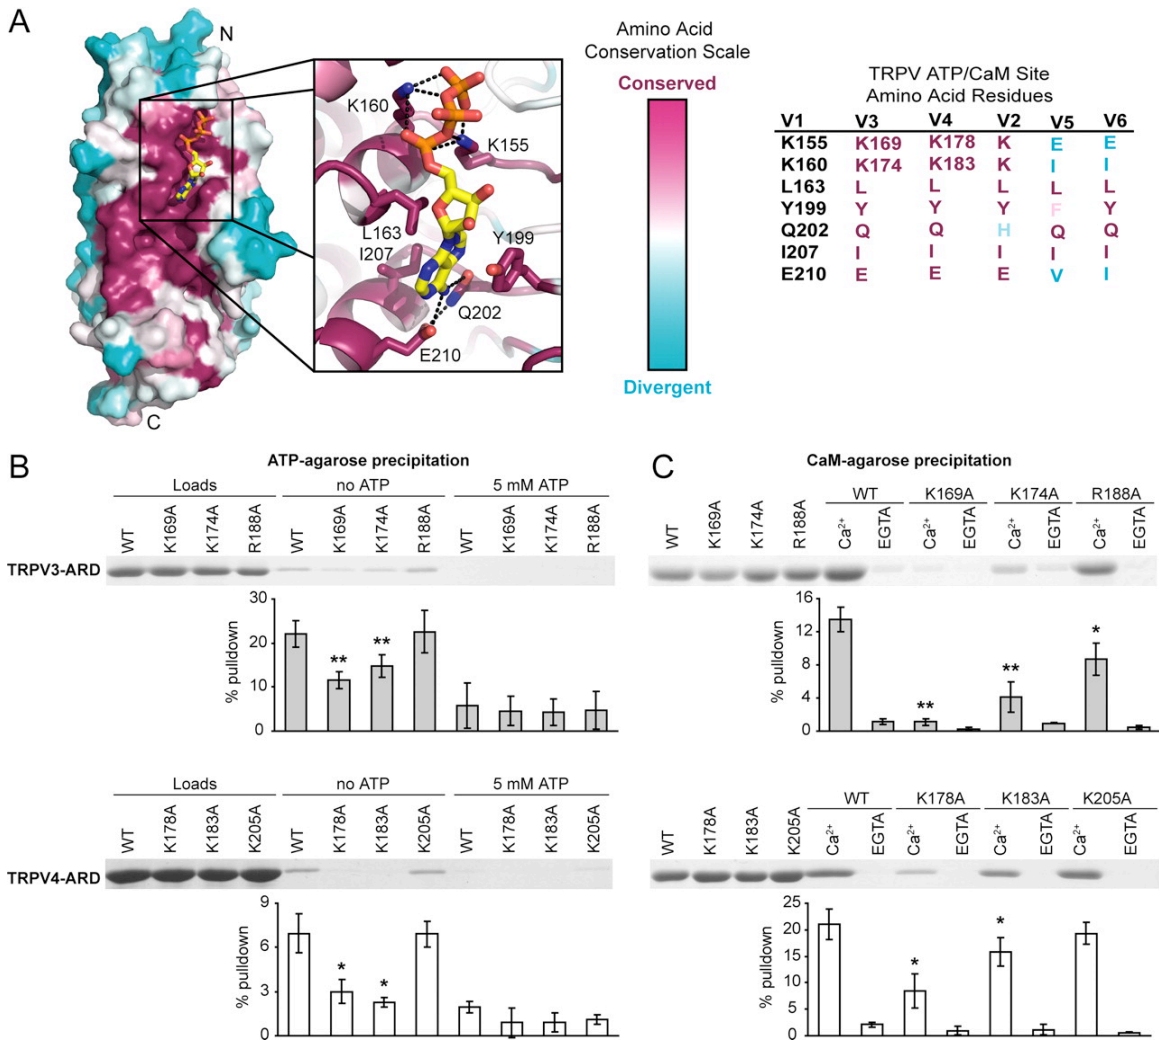 A
N
C
K160
K155
L163
Y199
I207
Q202
E210
Amino Acid
Conservation Scale
Conserved
Divergent
TRPV ATP/CaM Site
Amino Acid Residues
V1 V3 V4 V2 V5 V6
K155 K169 K178 K E E
K160 K174 K183 K I I
L163 L L L L L
Y199 Y Y Y F Y
Q202 Q Q H Q Q
I207 I I I I I
E210 E E E V I
B
ATP-agarose precipitation
Loads no ATP 5 mM ATP
WT K169A K174A R188A WT K169A K174A R188A WT K169A K174A R188A
TRPV3-ARD
% pulldown
30
20
10
0
** **
Loads no ATP 5 mM ATP
WT K178A K183A K205A WT K178A K183A K205A WT K178A K183A K205A
TRPV4-ARD
% pulldown
9
6
3
0
* *
C
CaM-agarose precipitation
WT K169A K174A R188A
WT K169A K174A R188A Ca²⁺ EGTA Ca²⁺ EGTA Ca²⁺ EGTA Ca²⁺ EGTA
% pulldown
12
8
4
0
** ** *
WT K178A K183A K205A
WT K178A K183A K205A Ca²⁺ EGTA Ca²⁺ EGTA Ca²⁺ EGTA Ca²⁺ EGTA
% pulldown
25
20
15
10
5
0
* *